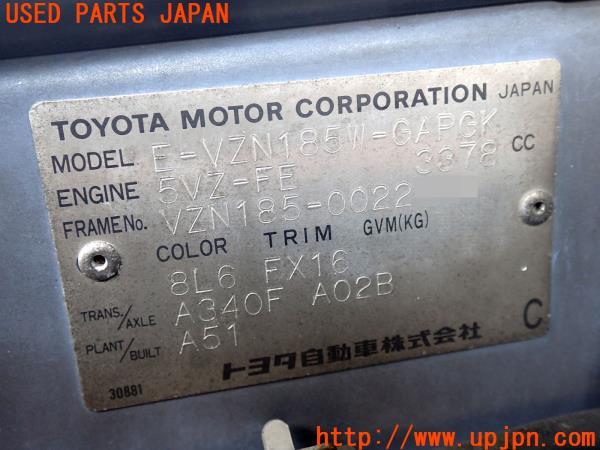 USED PARTS JAPAN
TOYOTA MOTOR CORPORATION JAPAN
MODEL E-VZN185W-GAPGK
ENGINE 5VZ-FE 3378 CC
FRAME No. VZN185-0022
COLOR TRIM GVM(KG)
8L6 FX16
TRANS./AXLE A340F A02B
PLANT/BUILT A51
トヨタ自動車株式会社 C
30881
http://www.upjpn.com